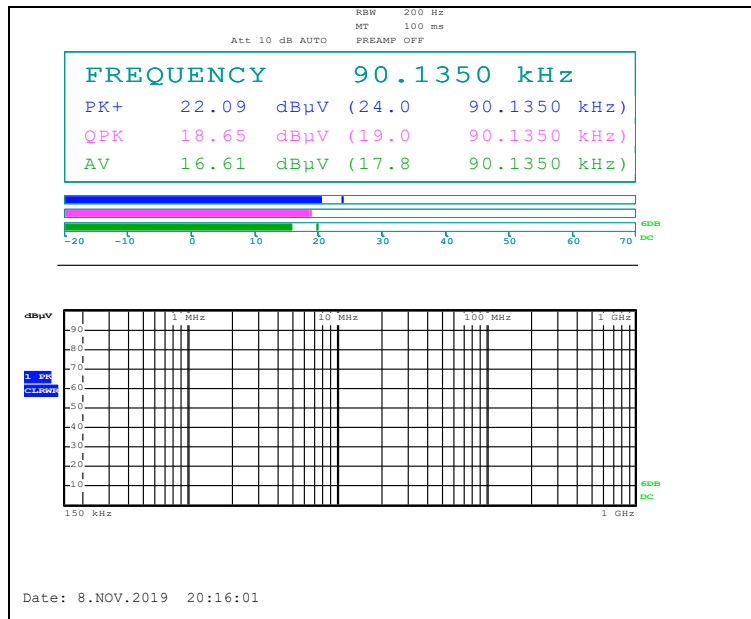 RBW 200 Hz
MT 100 ms
Att 10 dB AUTO PREAMP OFF
FREQUENCY 90.1350 kHz
PK+ 22.09 dBµV (24.0 90.1350 kHz)
QPK 18.65 dBµV (19.0 90.1350 kHz)
AV 16.61 dBµV (17.8 90.1350 kHz)
6DB
-20 -10 0 10 20 30 40 50 60 70 DC
dBµV 1 MHz 10 MHz 100 MHz 1 GHz
90
80
70
1 PK
60
CLRWR
50
40
30
20
10
6DB
DC
150 kHz 1 GHz
Date: 8.NOV.2019 20:16:01